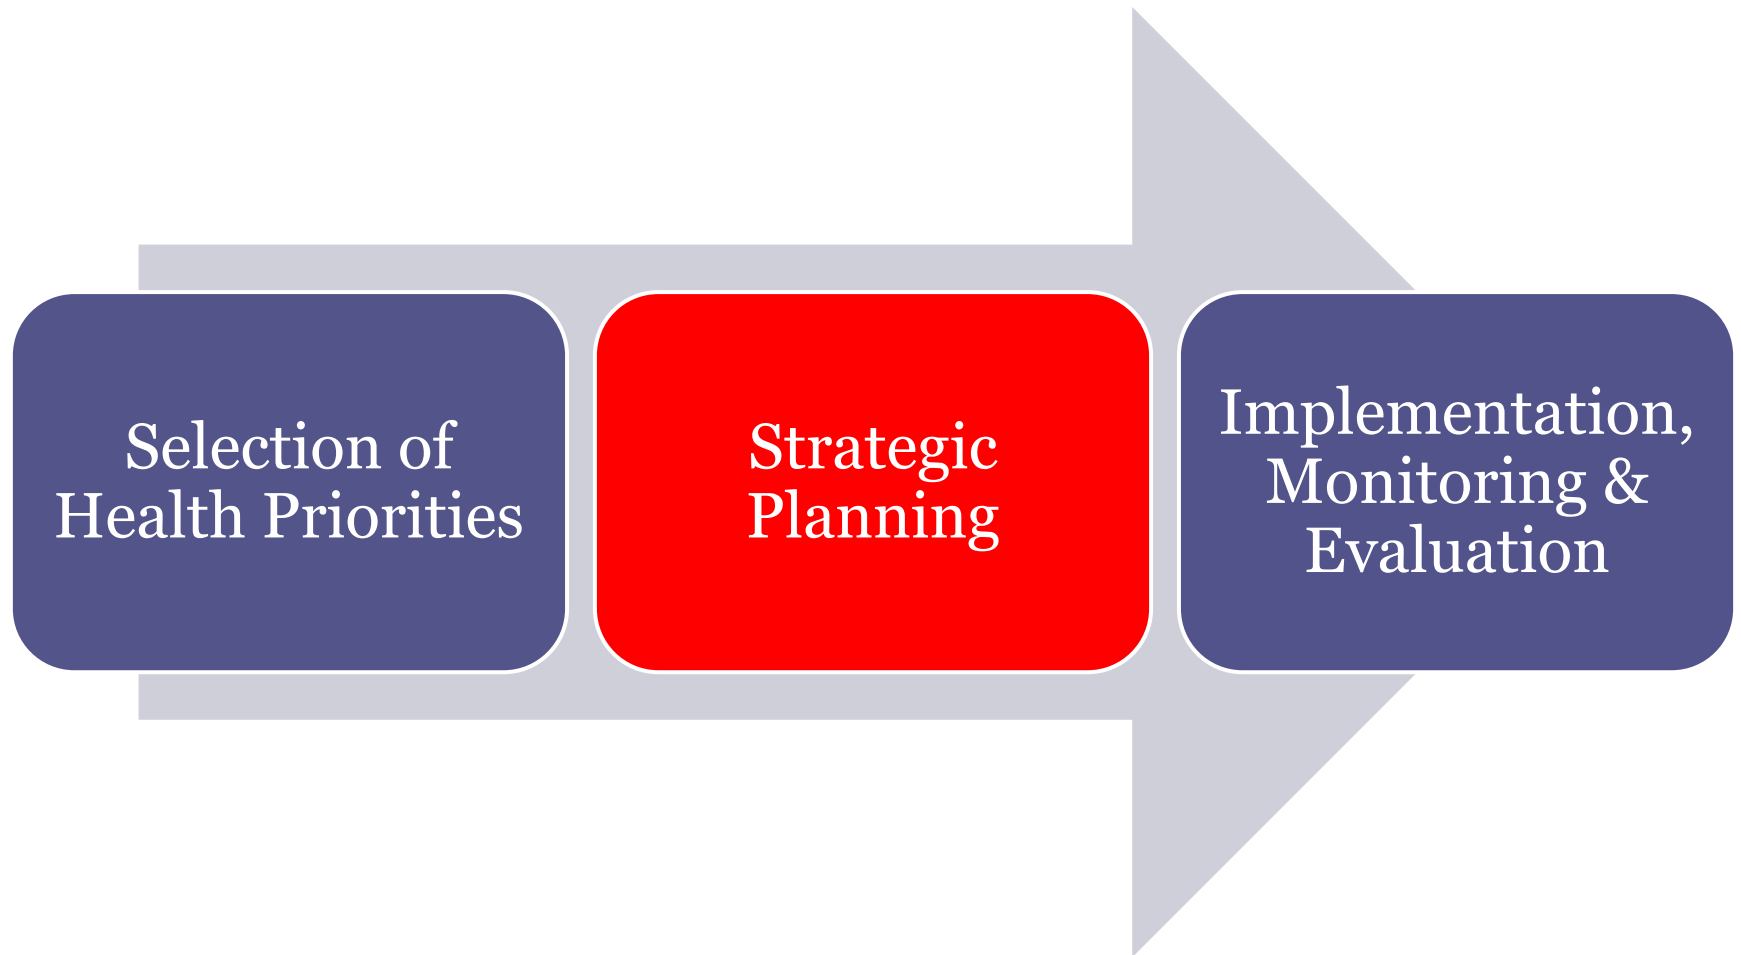 Selection of
Health Priorities
Strategic
Planning
Implementation,
Monitoring &
Evaluation